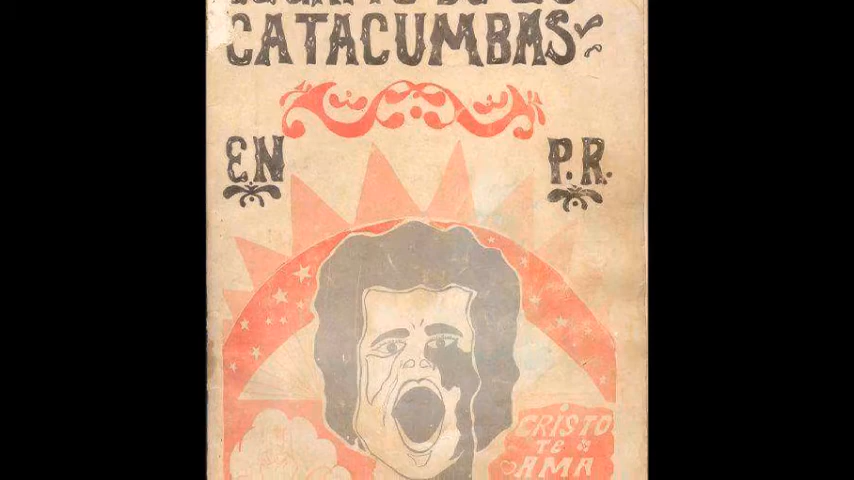 CATACUMBAS
EN P.R.
CRISTO
TE
AMA